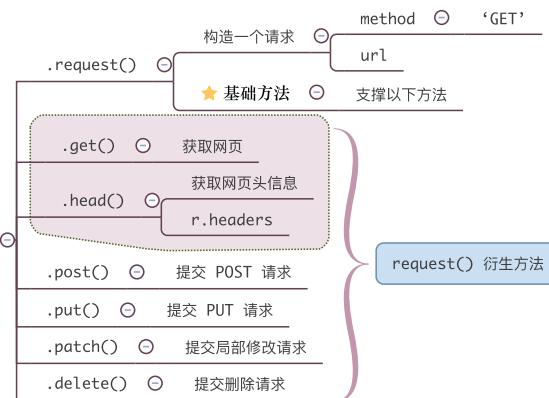 method ‘GET’
构造一个请求
url
.request()
基础方法 支撑以下方法
.get() 获取网页
获取网页头信息
.head()
r.headers
request() 衍生方法
.post() 提交 POST 请求
.put() 提交 PUT 请求
.patch() 提交局部修改请求
.delete() 提交删除请求